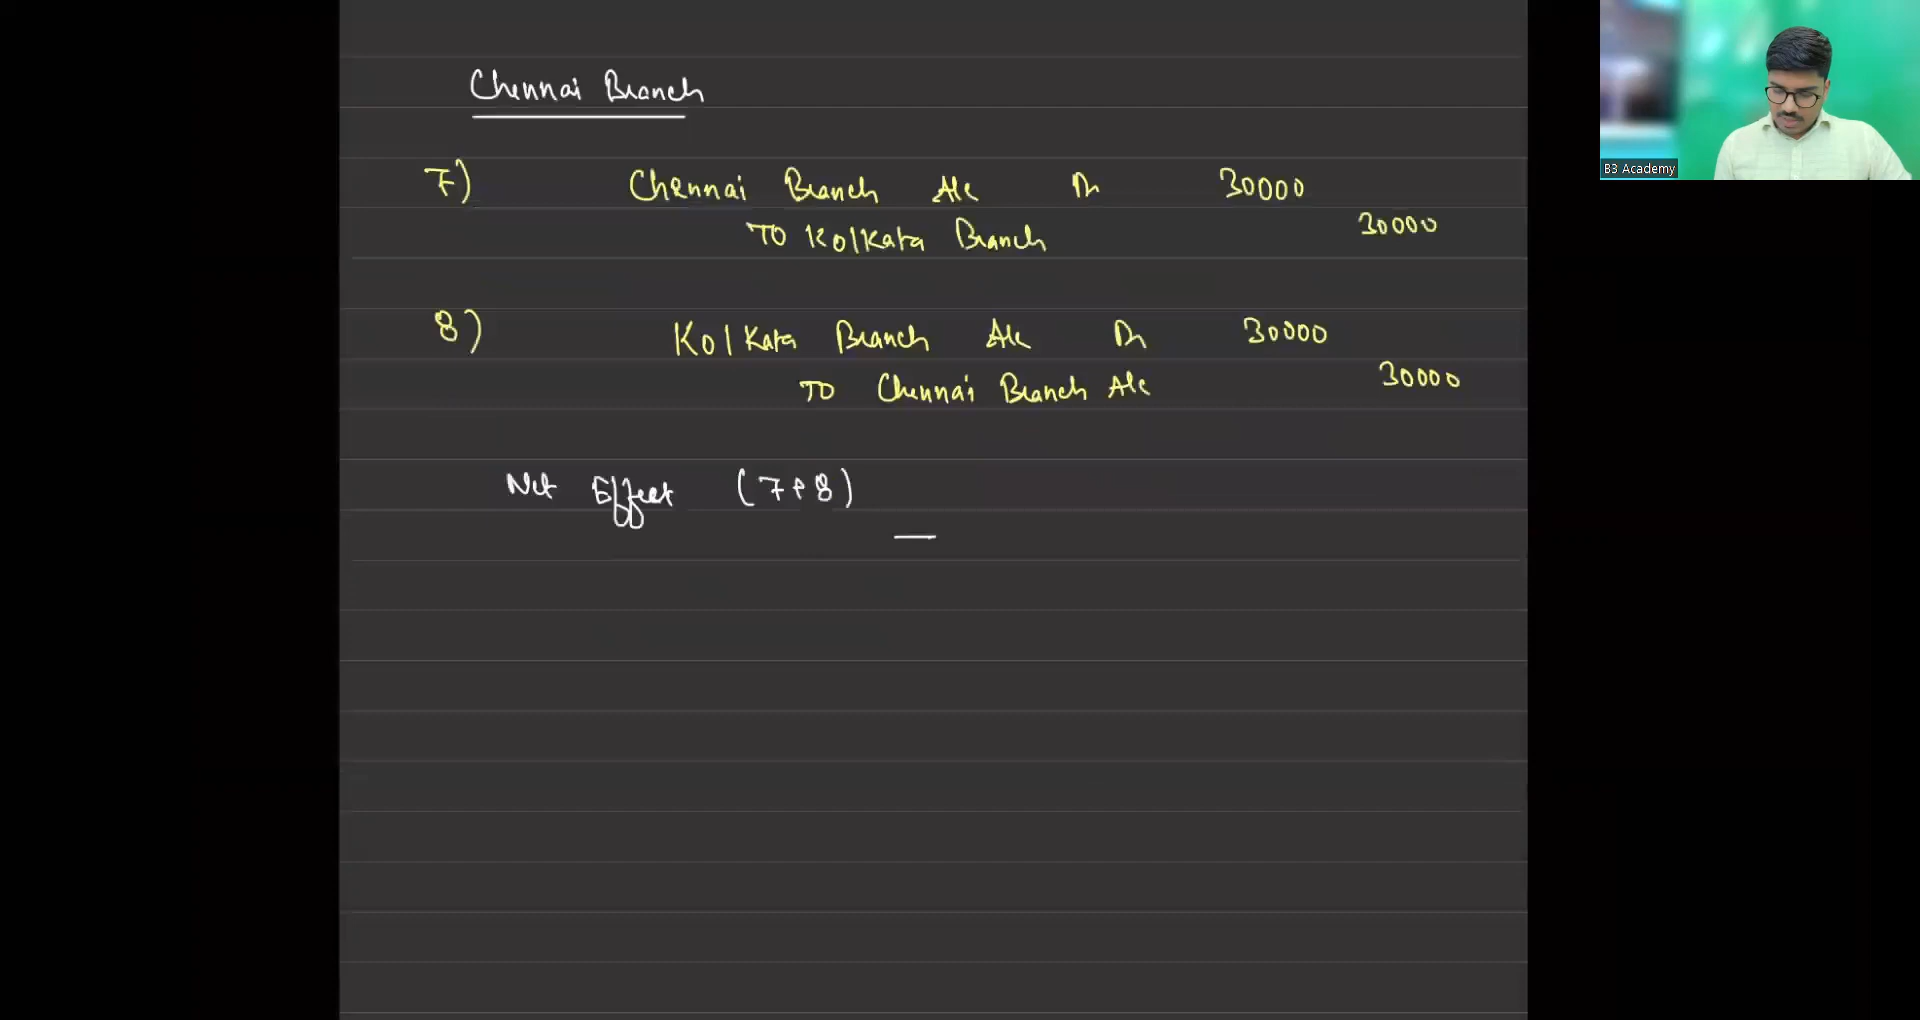 Chennai Branch
7) Chennai Branch A/c Dr 30000
TO Kolkata Branch 30000
8) Kolkata Branch A/c Dr 30000
TO Chennai Branch A/c 30000
Net Effect (7+8)
B3 Academy